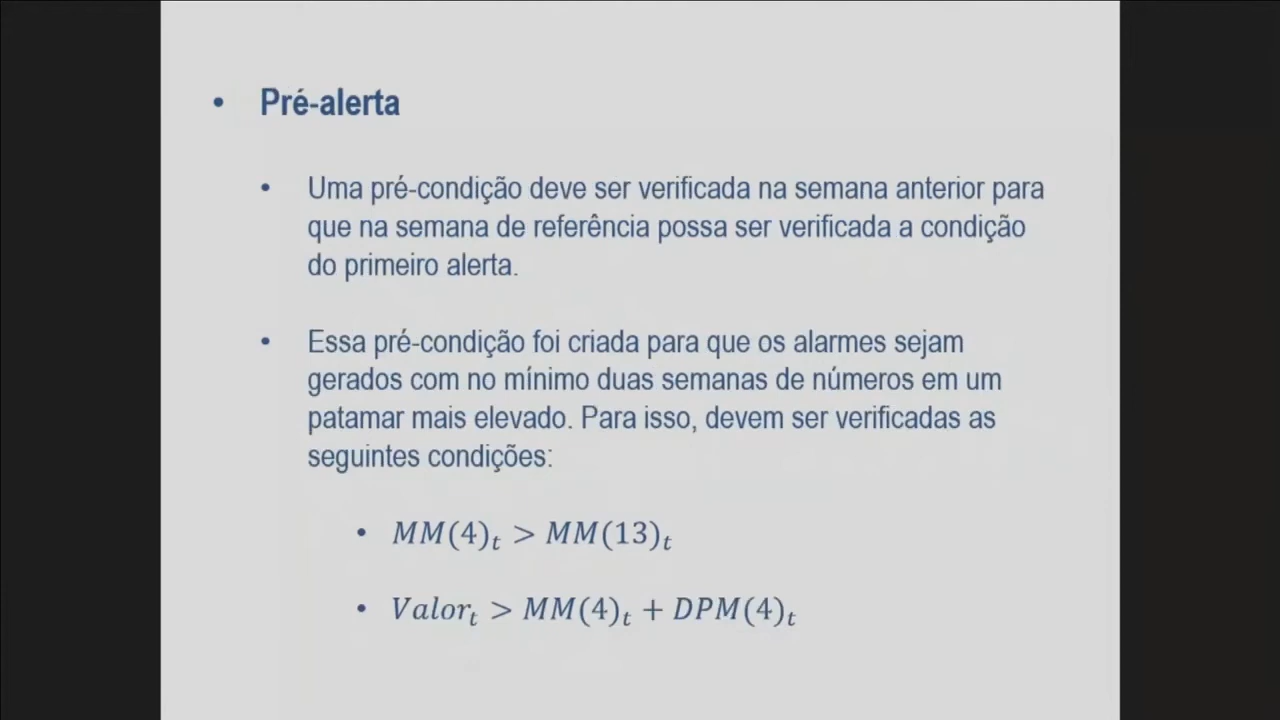 • Pré-alerta
• Uma pré-condição deve ser verificada na semana anterior para
que na semana de referência possa ser verificada a condição
do primeiro alerta.
• Essa pré-condição foi criada para que os alarmes sejam
gerados com no mínimo duas semanas de números em um
patamar mais elevado. Para isso, devem ser verificadas as
seguintes condições:
• MM(4)ₜ > MM(13)ₜ
• Valorₜ > MM(4)ₜ + DPM(4)ₜ